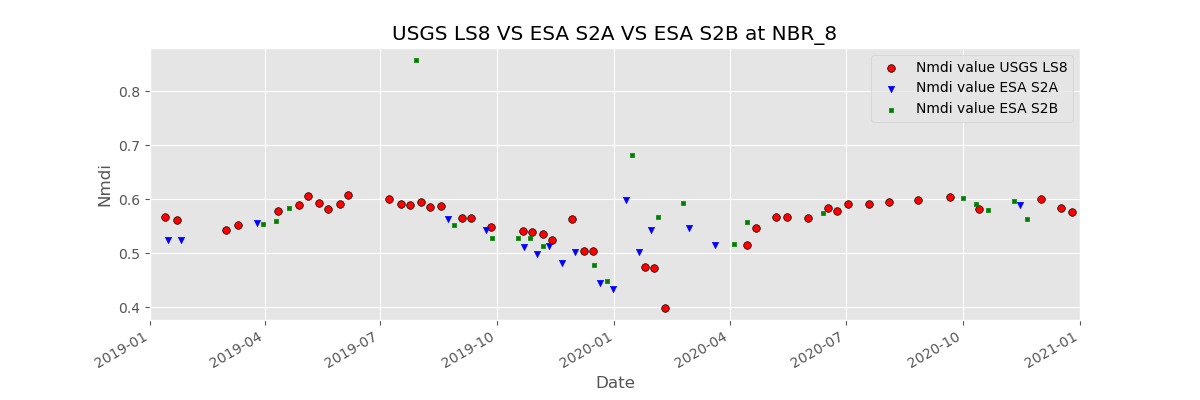 USGS LS8 VS ESA S2A VS ESA S2B at NBR_8
Nmdi value USGS LS8
Nmdi value ESA S2A
Nmdi value ESA S2B
0.8
0.7
0.6
0.5
0.4
Nmdi
2019-01
2019-04
2019-07
2019-10
2020-01
2020-04
2020-07
2020-10
2021-01
Date